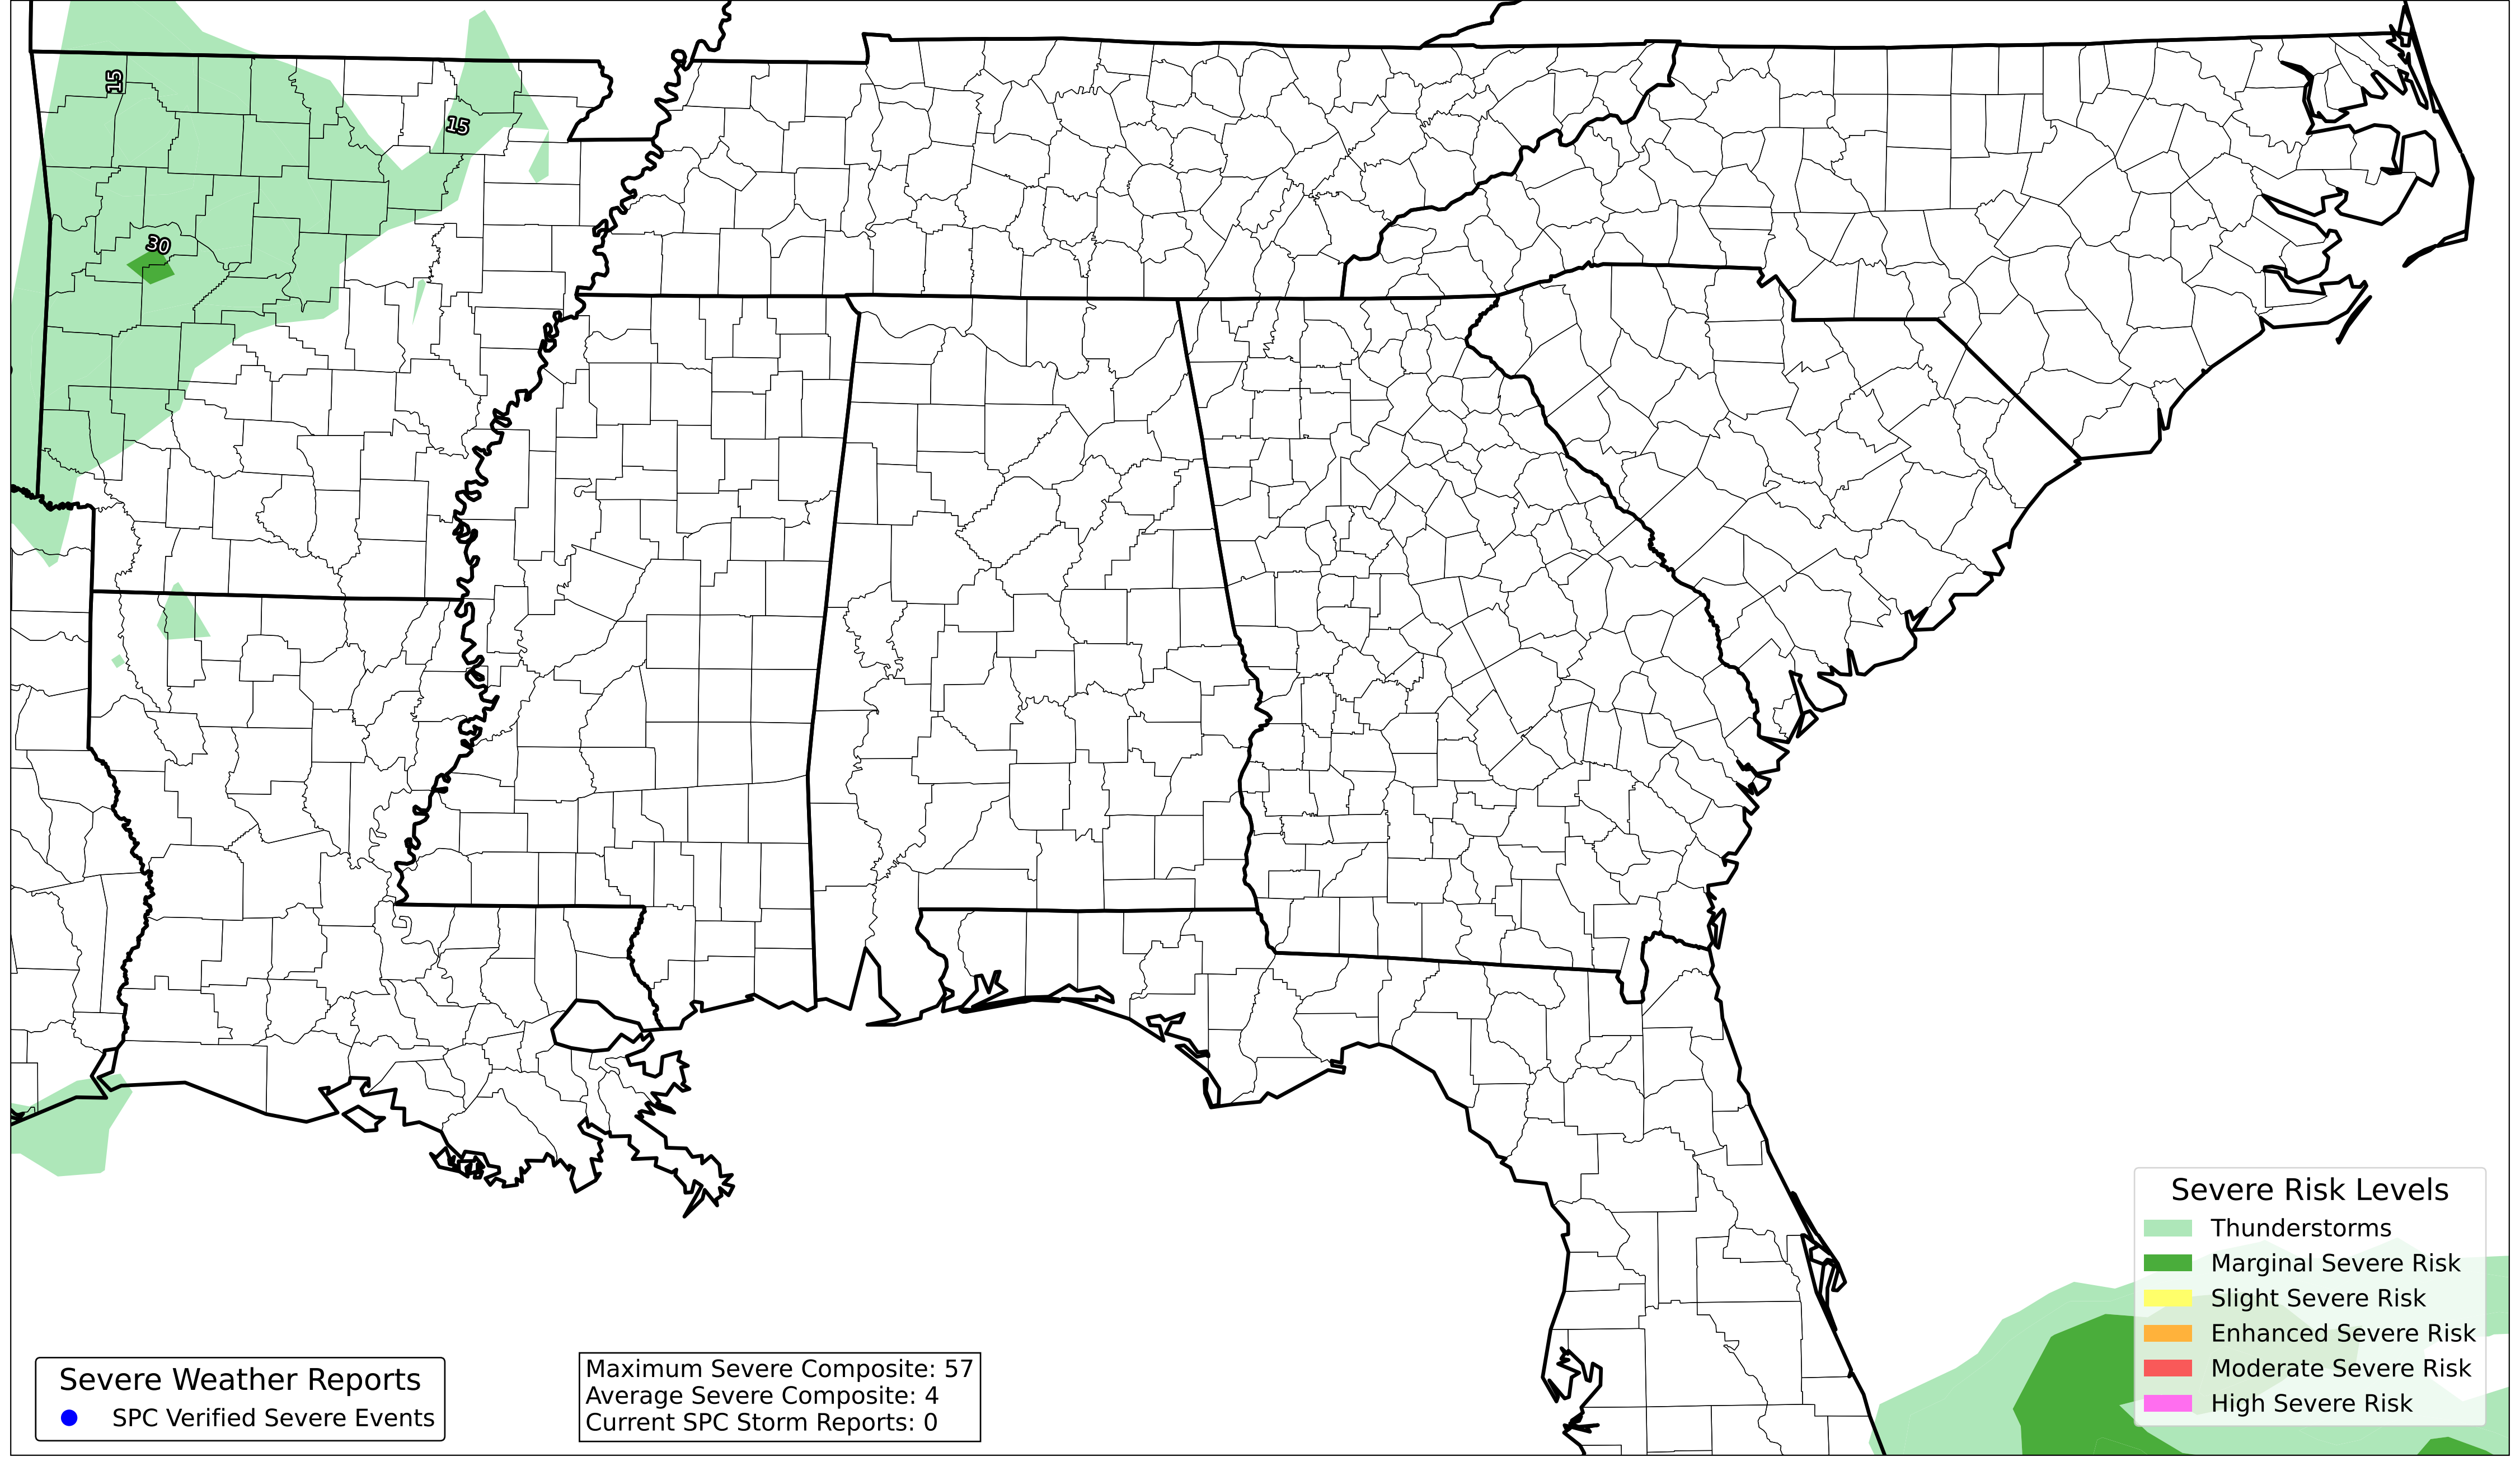 15
15
30
Severe Risk Levels
Thunderstorms
Marginal Severe Risk
Slight Severe Risk
Enhanced Severe Risk
Moderate Severe Risk
High Severe Risk
Severe Weather Reports
SPC Verified Severe Events
Maximum Severe Composite: 57
Average Severe Composite: 4
Current SPC Storm Reports: 0